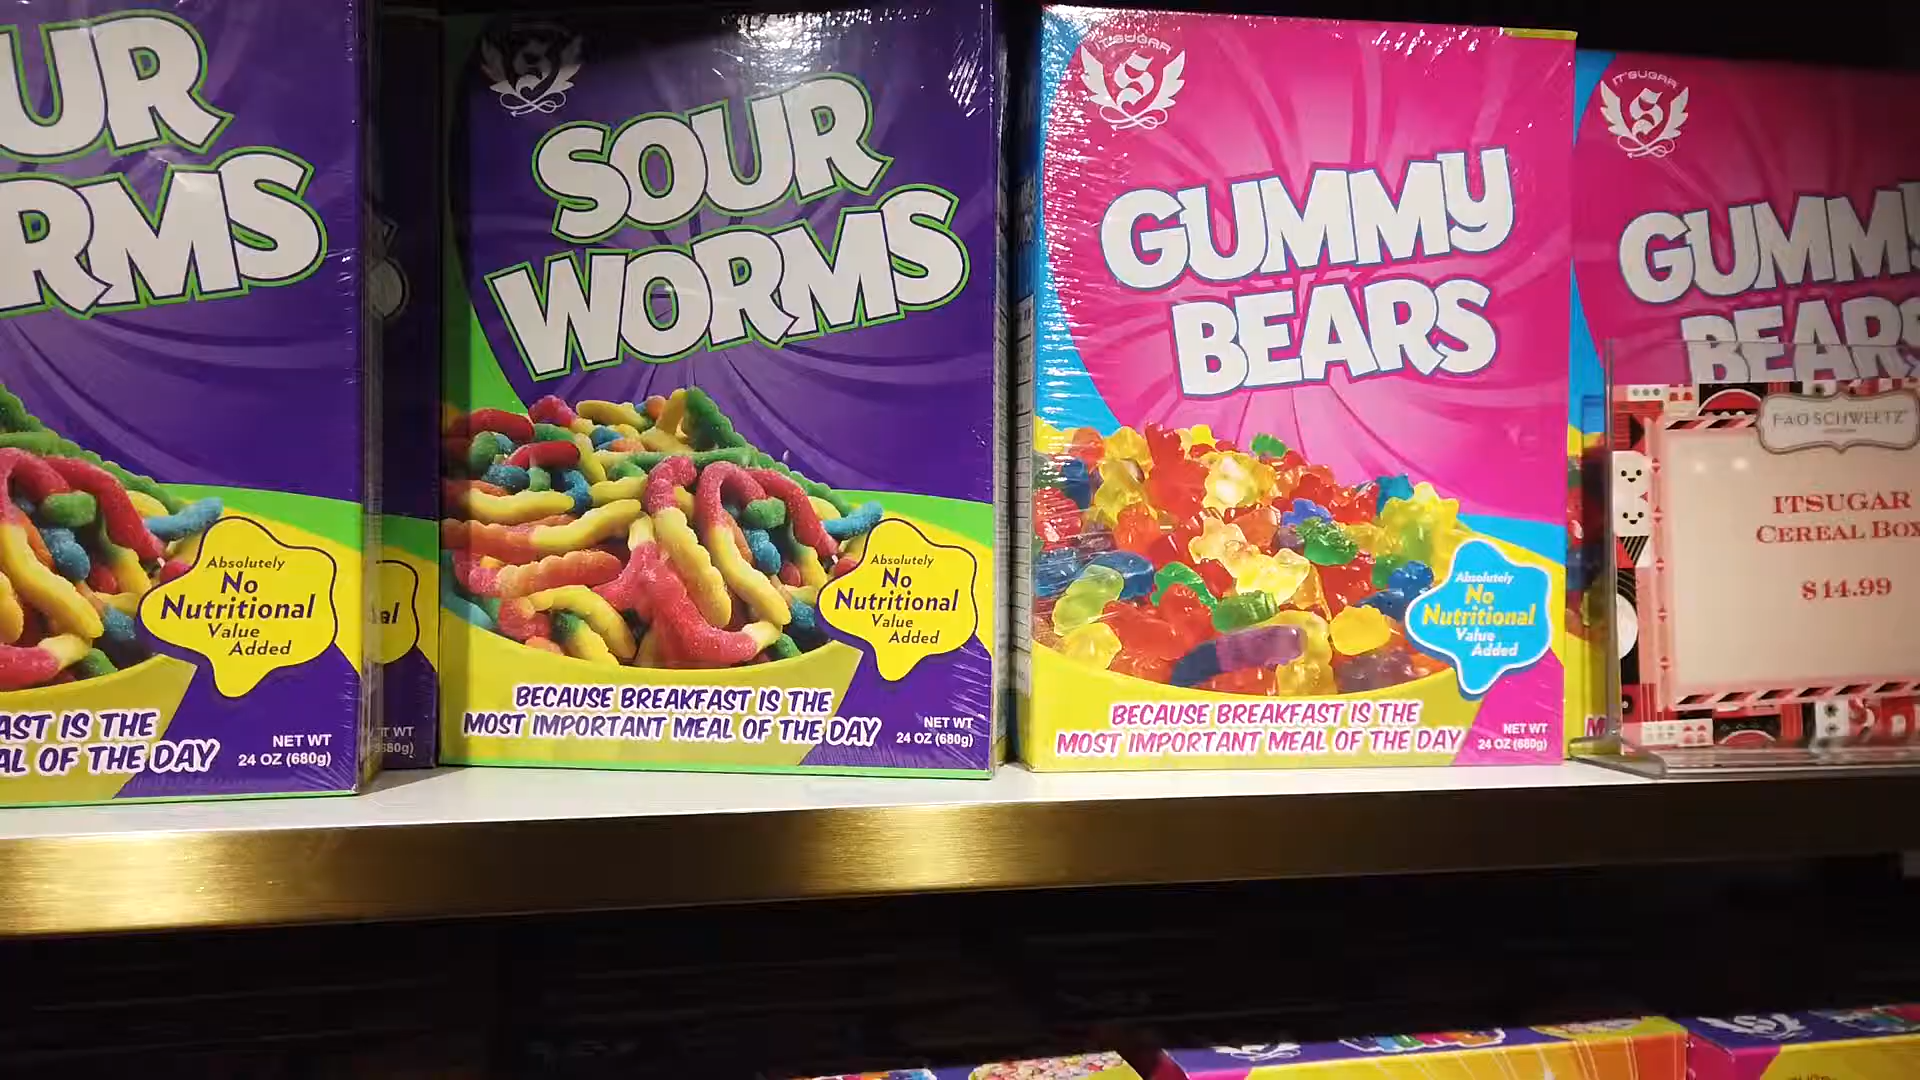 UR
RMS
Absolutely
No
Nutritional
Value
Added
AST IS THE
AL OF THE DAY
NET WT
24 OZ (680g)
al
SOUR
WORMS
Absolutely
No
Nutritional
Value
Added
BECAUSE BREAKFAST IS THE
MOST IMPORTANT MEAL OF THE DAY
NET WT
24 OZ (680g)
IT'SUGAR
S
GUMMY
BEARS
Absolutely
No
Nutritional
Value
Added
BECAUSE BREAKFAST IS THE
MOST IMPORTANT MEAL OF THE DAY
NET WT
24 OZ (680g)
IT'SUGAR
S
GUMMY
BEARS
FAO SCHWEETZ
ITSUGAR
CEREAL BOX
$14.99